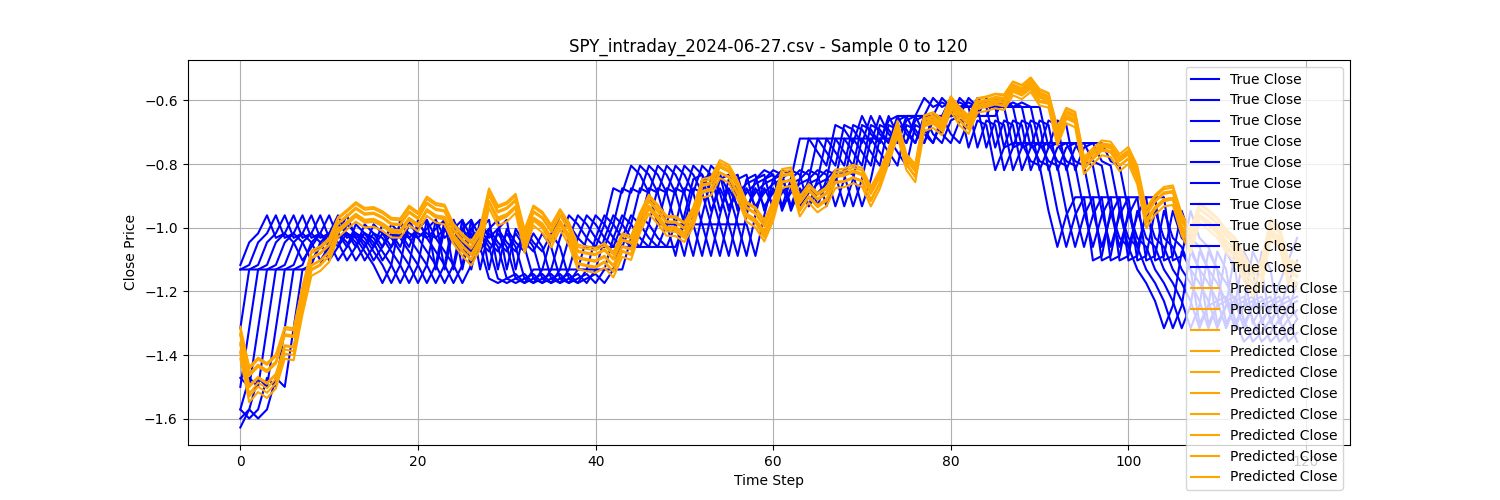 SPY_intraday_2024-06-27.csv - Sample 0 to 120
Close Price
−0.6
−0.8
−1.0
−1.2
−1.4
−1.6
0
20
40
60
80
100
120
Time Step
True Close
True Close
True Close
True Close
True Close
True Close
True Close
True Close
True Close
True Close
Predicted Close
Predicted Close
Predicted Close
Predicted Close
Predicted Close
Predicted Close
Predicted Close
Predicted Close
Predicted Close
Predicted Close